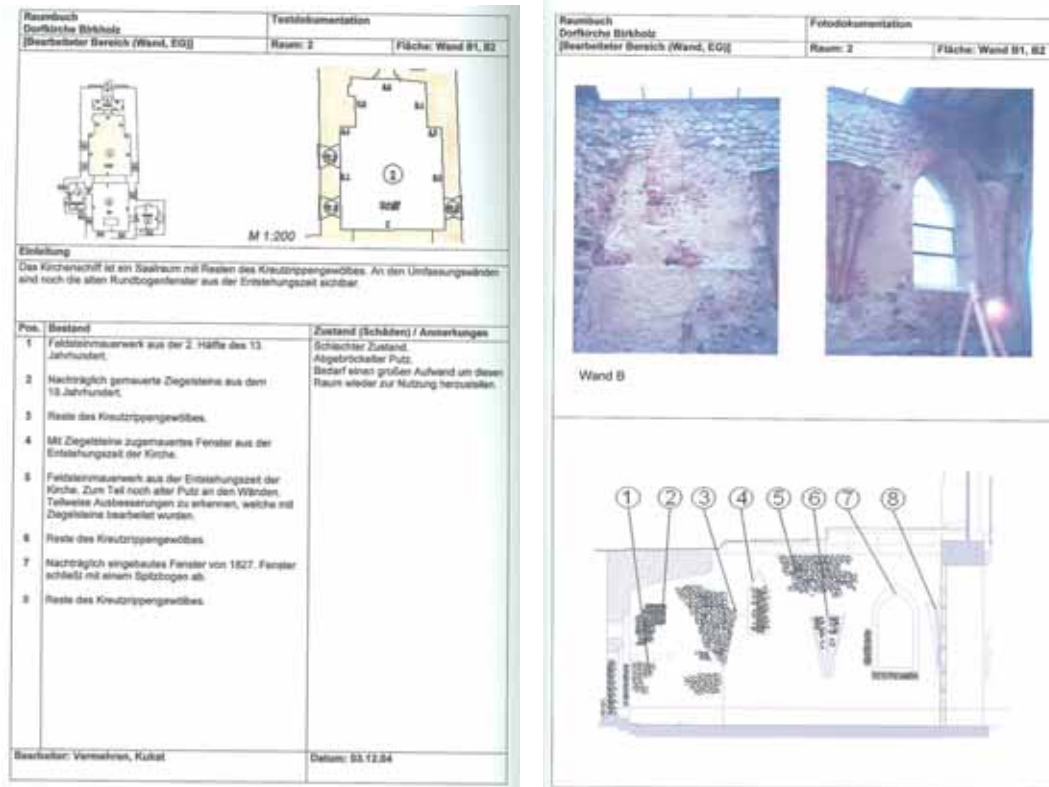 Raumbuch
Dorfkirche Birkholz
Textdokumentation
[Bearbeiteter Bereich (Wand, EG)]
Raum: 2
Fläche: Wand B1, B2
M 1:200
Einleitung
Das Kirchenschiff ist ein Saalraum mit Resten des Kreutzrippengewölbes. An den Umfassungswänden
sind noch die alten Rundbogenfenster aus der Entstehungszeit sichtbar.
Pos. Bestand
Zustand (Schäden) / Anmerkungen
1 Feldsteinmauerwerk aus der 2. Hälfte des 13.
Jahrhundert.
Schlechter Zustand.
Abgebröckelter Putz.
Bedarf einen großen Aufwand um diesen
Raum wieder zur Nutzung herzustellen.
2 Nachträglich gemauerte Ziegelsteine aus dem
Jahrhundert.
3 Reste des Kreutzrippengewölbes.
4 Mit Ziegelsteine zugemauertes Fenster aus der
Entstehungszeit der Kirche.
5 Feldsteinmauerwerk aus der Entstehungszeit der
Kirche. Zum Teil noch alter Putz an den Wänden.
Teilweise Ausbesserungen zu erkennen, welche mit
Ziegelsteine bearbeitet wurden.
6 Reste des Kreutzrippengewölbes.
7 Nachträglich eingebautes Fenster von 1827. Fenster
schließt mit einem Spitzbogen ab.
8 Reste des Kreutzrippengewölbes.
Bearbeiter: Vermehren, Kukat
Datum: 03.12.04
Raumbuch
Dorfkirche Birkholz
Fotodokumentation
[Bearbeiteter Bereich (Wand, EG)]
Raum: 2
Fläche: Wand B1, B2
Wand B
1 2 3 4 5 6 7 8